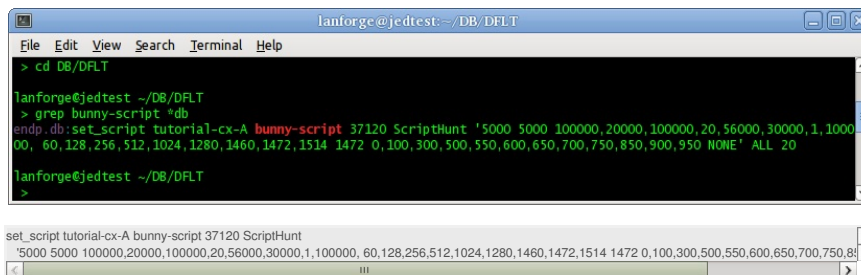 lanforge@jedtest:~/DB/DFLT
File Edit View Search Terminal Help
> cd DB/DFLT
lanforge@jedtest ~/DB/DFLT
> grep bunny-script *db
endp.db:set_script tutorial-cx-A bunny-script 37120 ScriptHunt '5000 5000 100000,20000,100000,20,56000,30000,1,1000
00, 60,128,256,512,1024,1280,1460,1472,1514 1472 0,100,300,500,550,600,650,700,750,850,900,950 NONE' ALL 20
lanforge@jedtest ~/DB/DFLT
>
set_script tutorial-cx-A bunny-script 37120 ScriptHunt
'5000 5000 100000,20000,100000,20,56000,30000,1,100000, 60,128,256,512,1024,1280,1460,1472,1514 1472 0,100,300,500,550,600,650,700,750,8